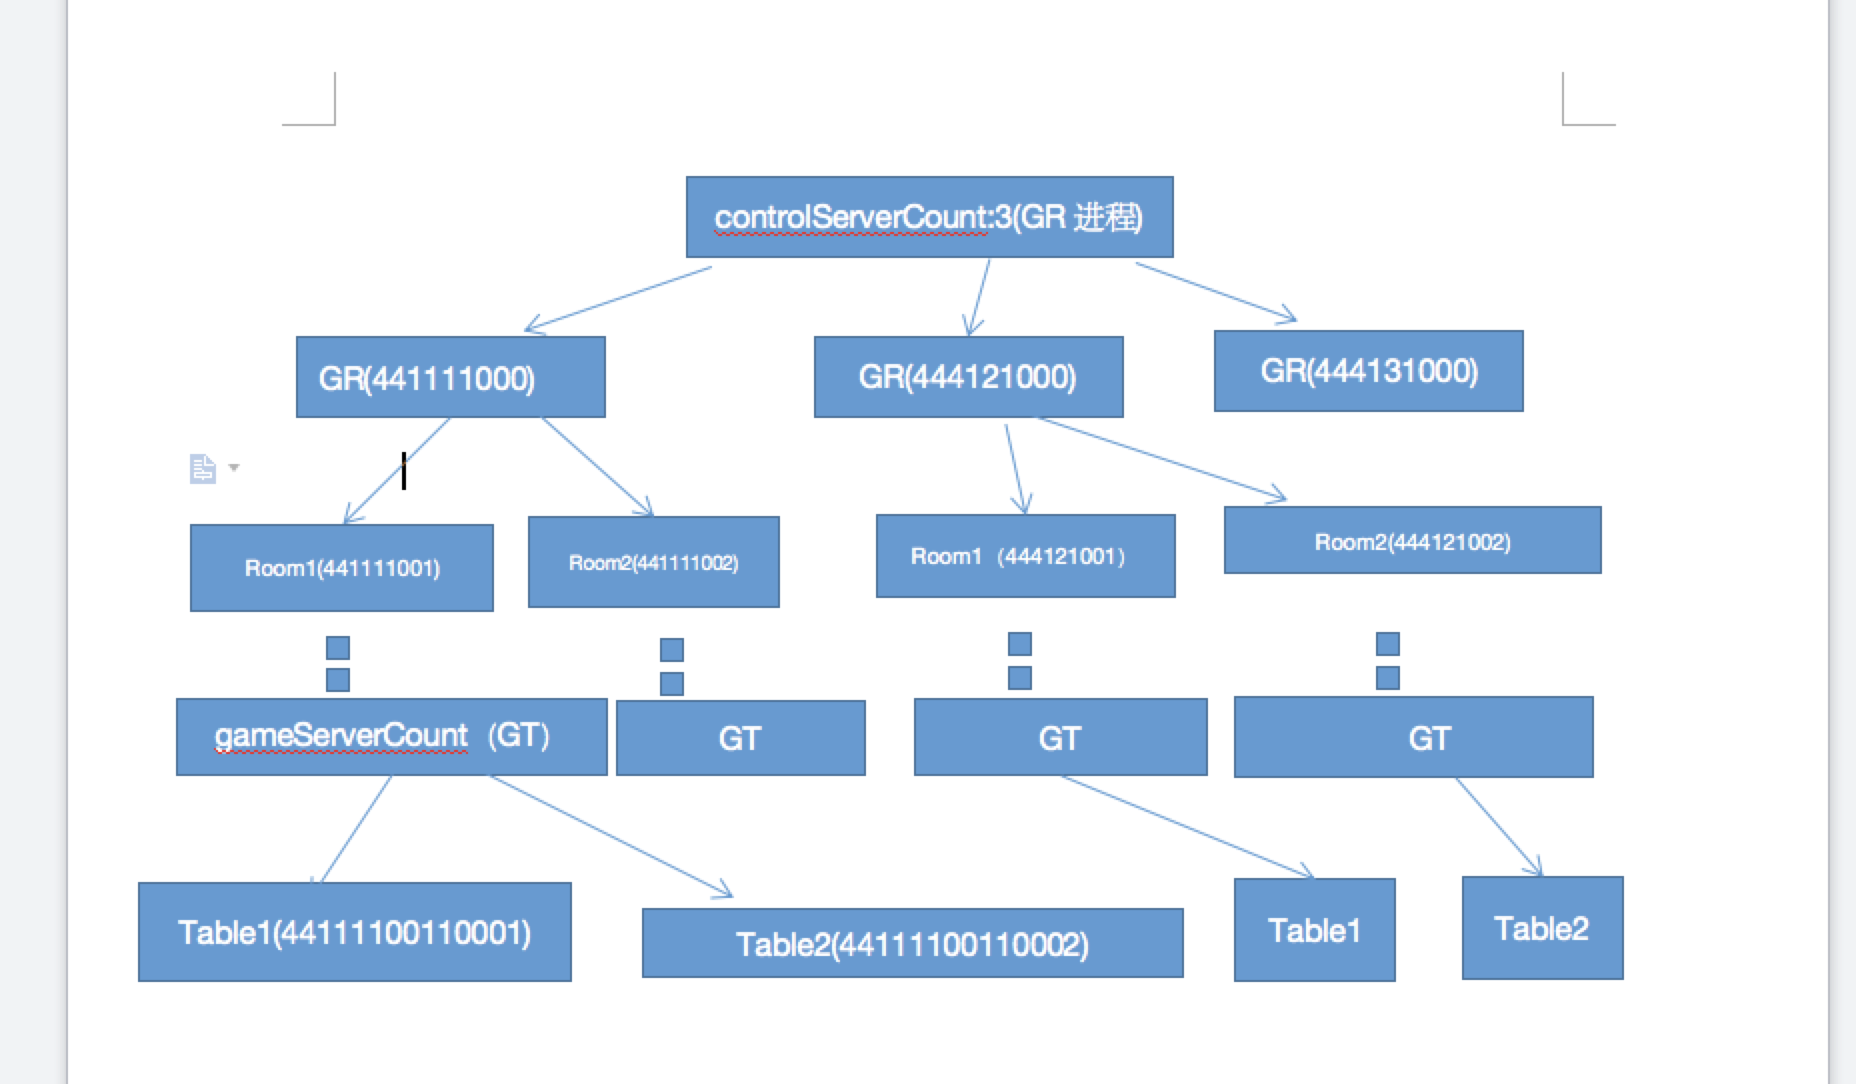 controlServerCount:3(GR 进程)
GR(441111000)
GR(444121000)
GR(444131000)
Room1(441111001)
Room2(441111002)
Room1（444121001）
Room2(444121002)
gameServerCount（GT）
GT
GT
GT
Table1(44111100110001)
Table2(44111100110002)
Table1
Table2